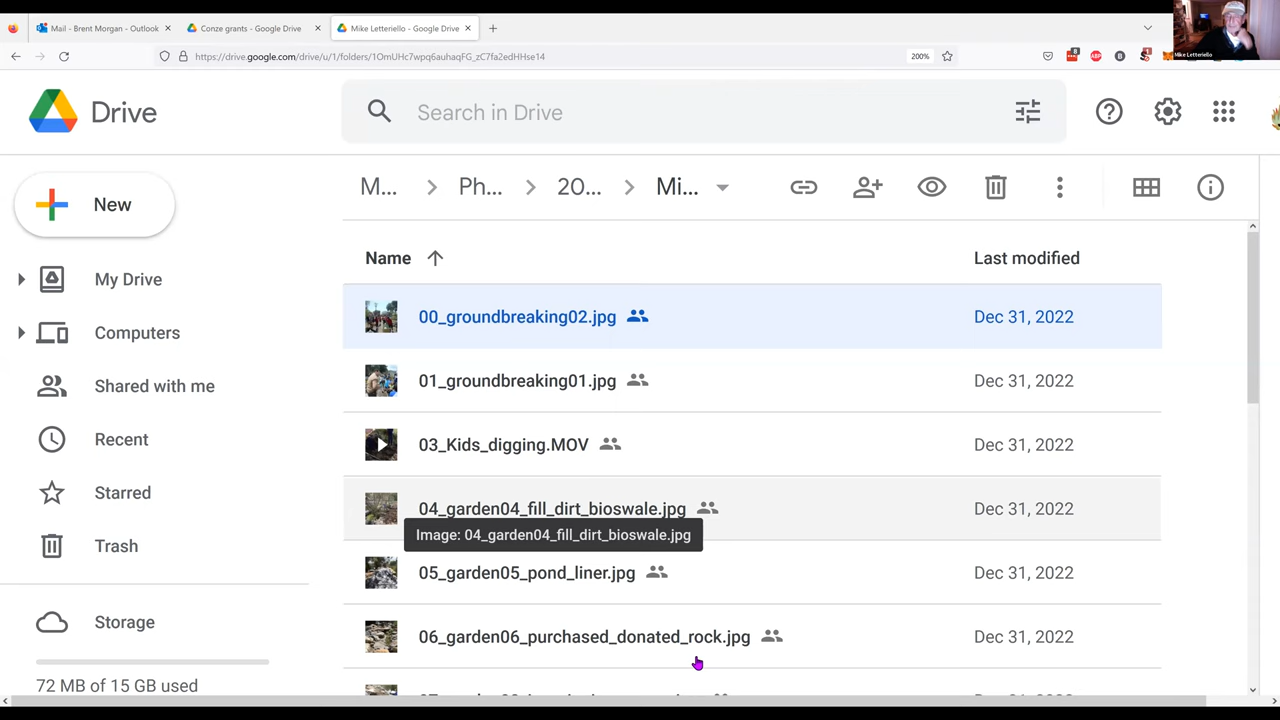 Mail - Brent Morgan - Outlook
Conze grants - Google Drive
Mike Letteriello - Google Drive
https://drive.google.com/drive/u/1/folders/
200%
8
ABP
Mike Letteriello
Drive
Search in Drive
New
M...
Ph...
20...
Mi...
My Drive
Computers
Shared with me
Recent
Starred
Trash
Storage
72 MB of 15 GB used
Name
Last modified
00_groundbreaking02.jpg
Dec 31, 2022
01_groundbreaking01.jpg
Dec 31, 2022
03_Kids_digging.MOV
Dec 31, 2022
04_garden04_fill_dirt_bioswale.jpg
Dec 31, 2022
Image: 04_garden04_fill_dirt_bioswale.jpg
05_garden05_pond_liner.jpg
Dec 31, 2022
06_garden06_purchased_donated_rock.jpg
Dec 31, 2022